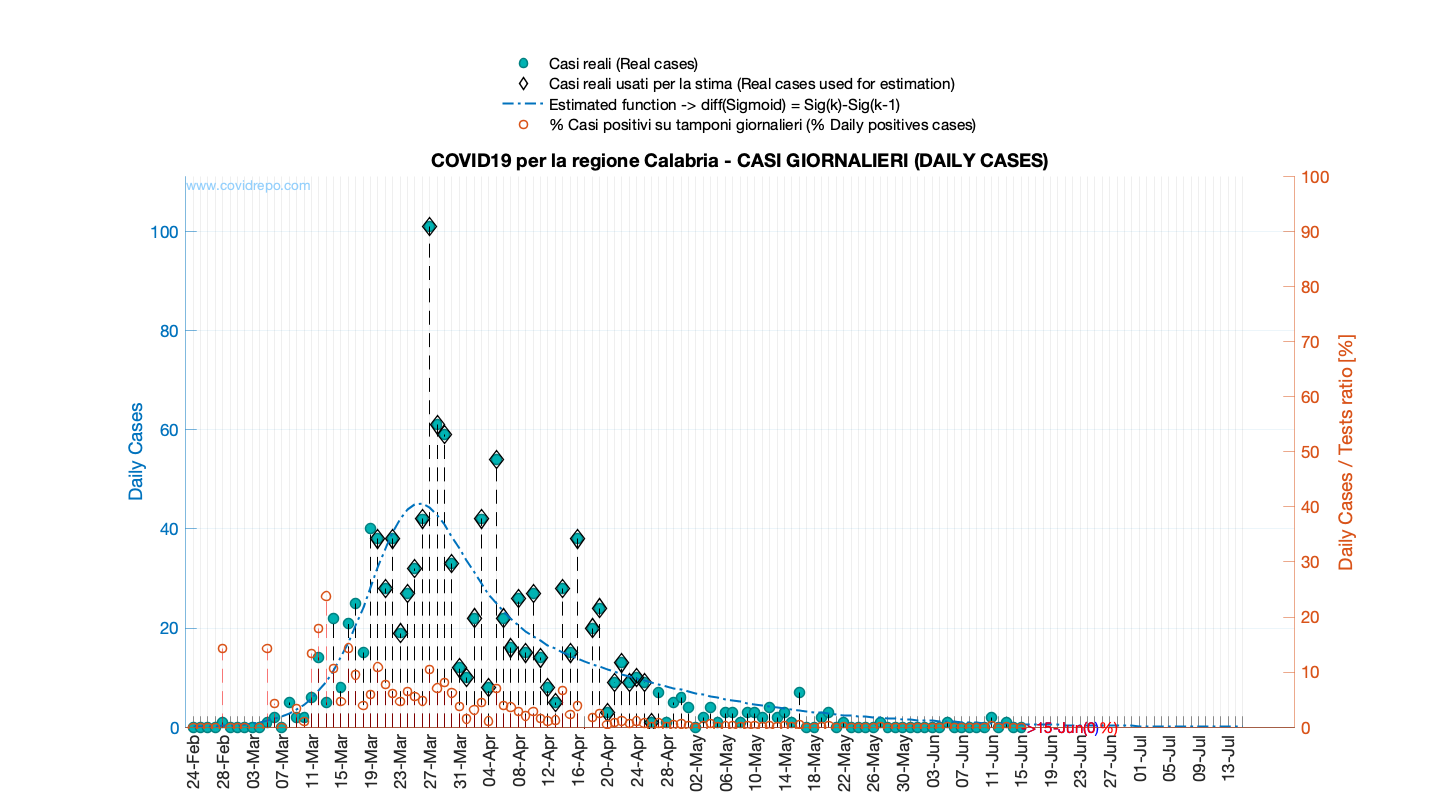 Casi reali (Real cases)
Casi reali usati per la stima (Real cases used for estimation)
Estimated function -> diff(Sigmoid) = Sig(k)-Sig(k-1)
% Casi positivi su tamponi giornalieri (% Daily positives cases)
COVID19 per la regione Calabria - CASI GIORNALIERI (DAILY CASES)
www.covidrepo.com
Daily Cases
100
80
60
40
20
0
Daily Cases / Tests ratio [%]
100
90
80
70
60
50
40
30
20
10
0
->15-Jun(0%)
24-Feb
28-Feb
03-Mar
07-Mar
11-Mar
15-Mar
19-Mar
23-Mar
27-Mar
31-Mar
04-Apr
08-Apr
12-Apr
16-Apr
20-Apr
24-Apr
28-Apr
02-May
06-May
10-May
14-May
18-May
22-May
26-May
30-May
03-Jun
07-Jun
11-Jun
15-Jun
19-Jun
23-Jun
27-Jun
01-Jul
05-Jul
09-Jul
13-Jul